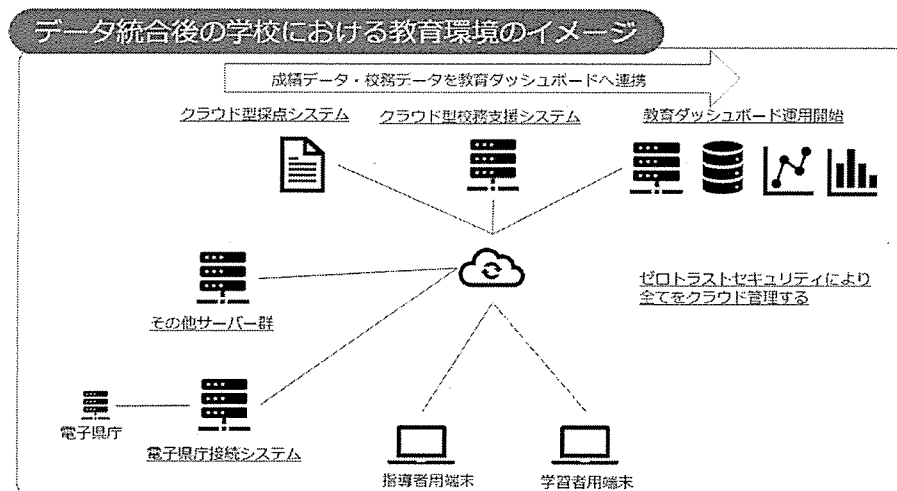 データ統合後の学校における教育環境のイメージ
成績データ・校務データを教育ダッシュボードへ連携
クラウド型採点システム
クラウド型校務支援システム
教育ダッシュボード運用開始
ゼロトラストセキュリティにより
全てをクラウド管理する
その他サーバー群
電子県庁
電子県庁接続システム
指導者用端末
学習者用端末